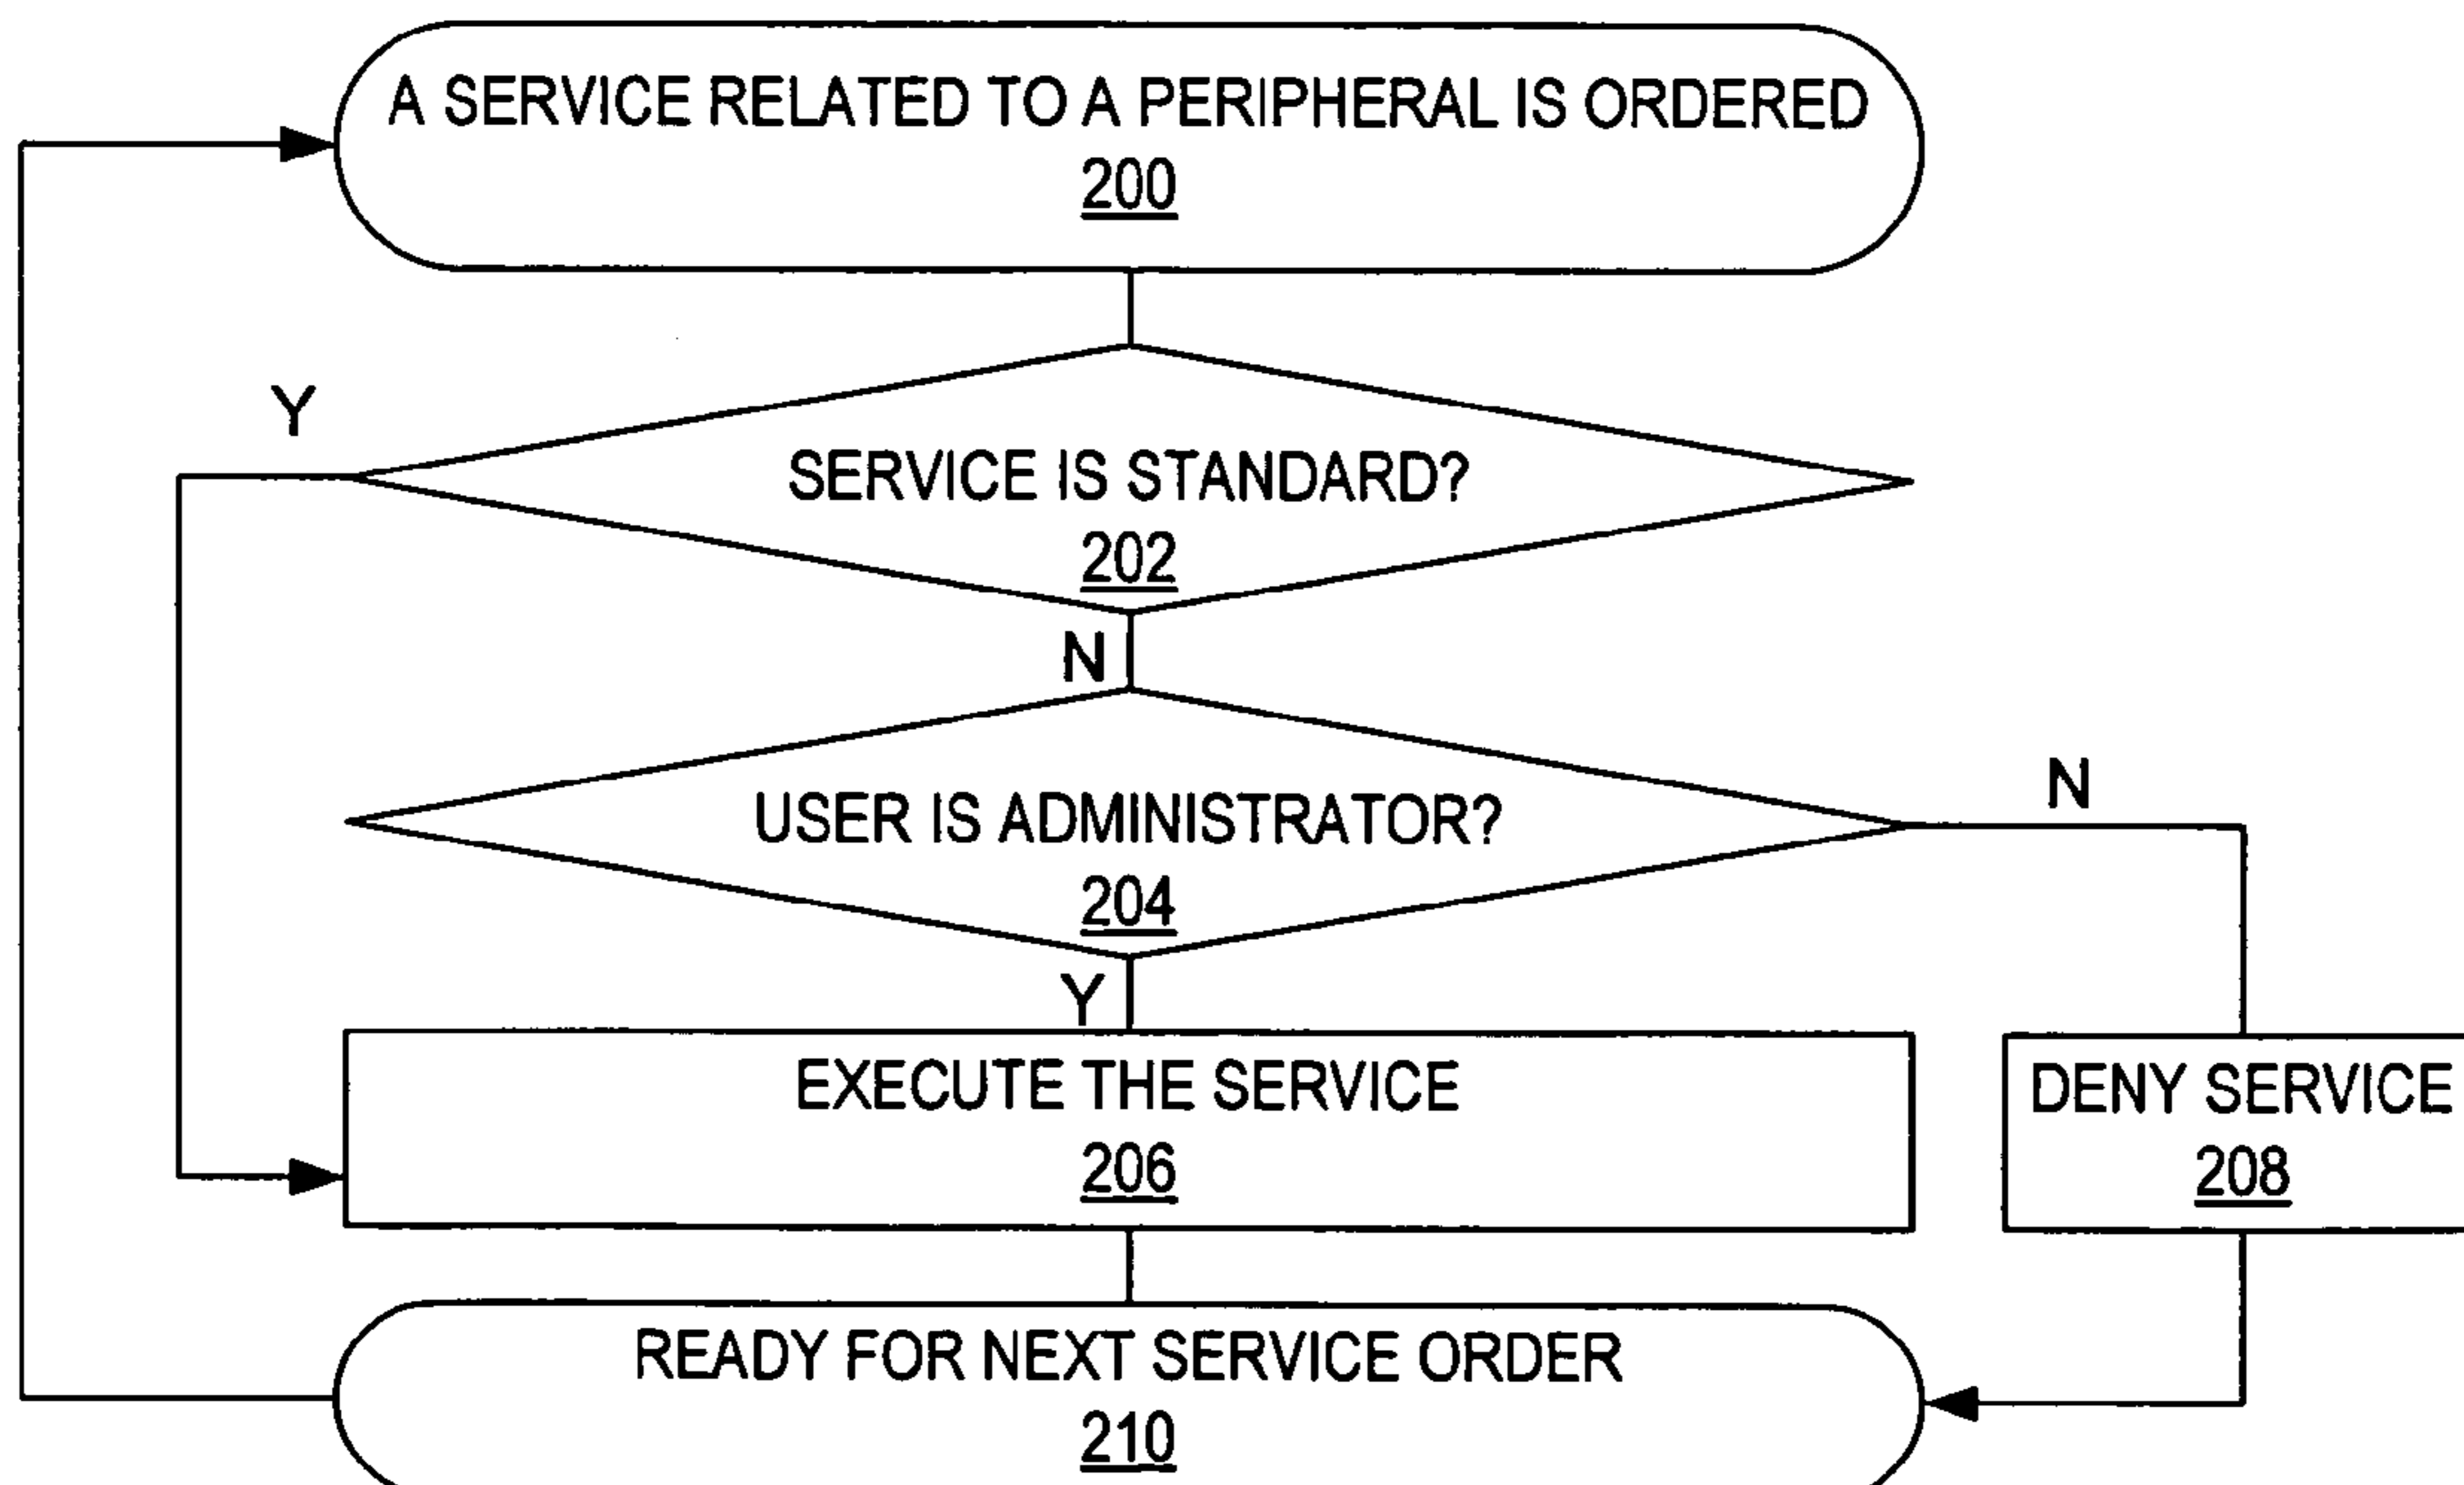 A SERVICE RELATED TO A PERIPHERAL IS ORDERED
200
Y
SERVICE IS STANDARD?
202
N
USER IS ADMINISTRATOR?
204
N
Y
EXECUTE THE SERVICE
206
DENY SERVICE
208
READY FOR NEXT SERVICE ORDER
210